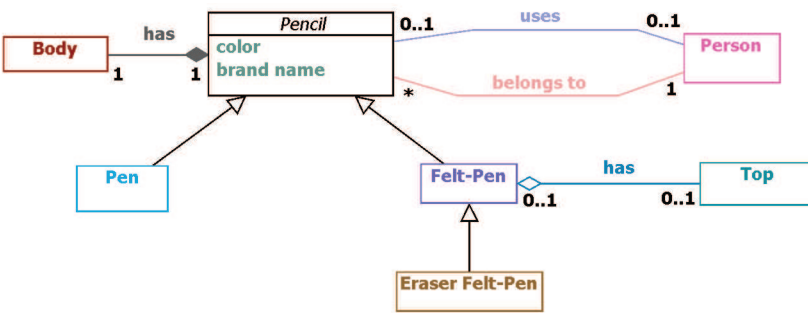 Pencil
color
brand name
Body
has
1
1
0..1
uses
0..1
Person
*
belongs to
1
Pen
Felt-Pen
has
0..1
0..1
Top
Eraser Felt-Pen